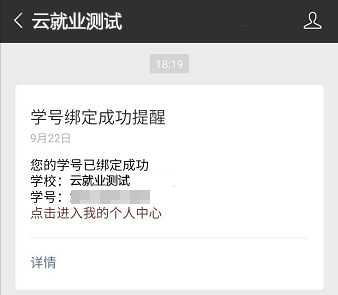 云就业测试
18:19
学号绑定成功提醒
9月22日
您的学号已绑定成功
学校：云就业测试
学号：
点击进入我的个人中心
详情